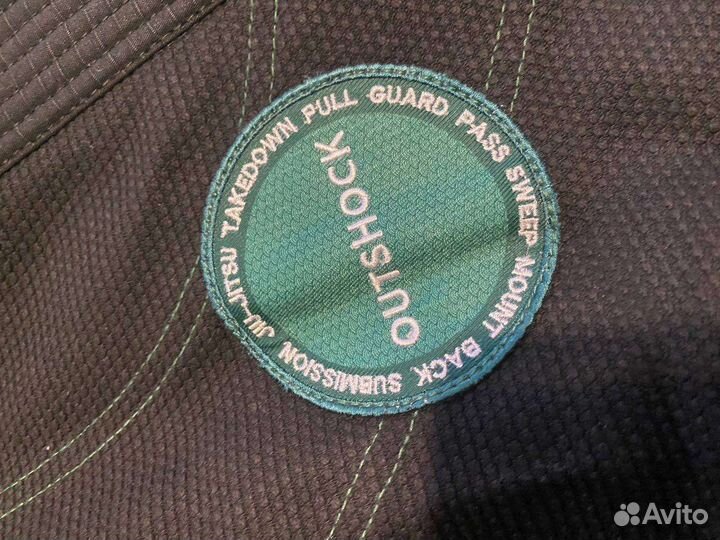 JIU-JITSU TAKEDOWN PULL GUARD PASS SWEEP MOUNT BACK SUBMISSION,
OUTSHOCK
Avito